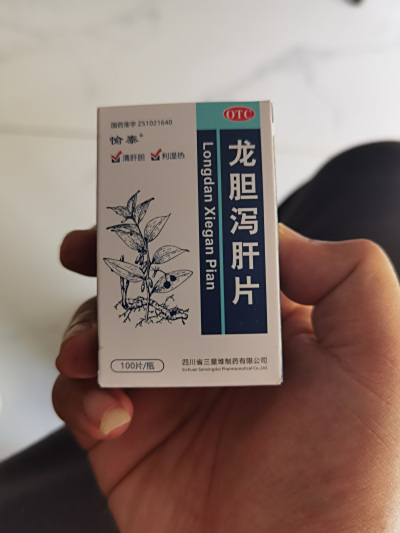 国药准字 Z51021640
OTC
愉泰®
清肝胆 利湿热
龙胆泻肝片
Longdan Xiegan Pian
100片/瓶
四川省三星堆制药有限公司
Sichuan Sanxingdui Pharmaceutical Co.,Ltd.